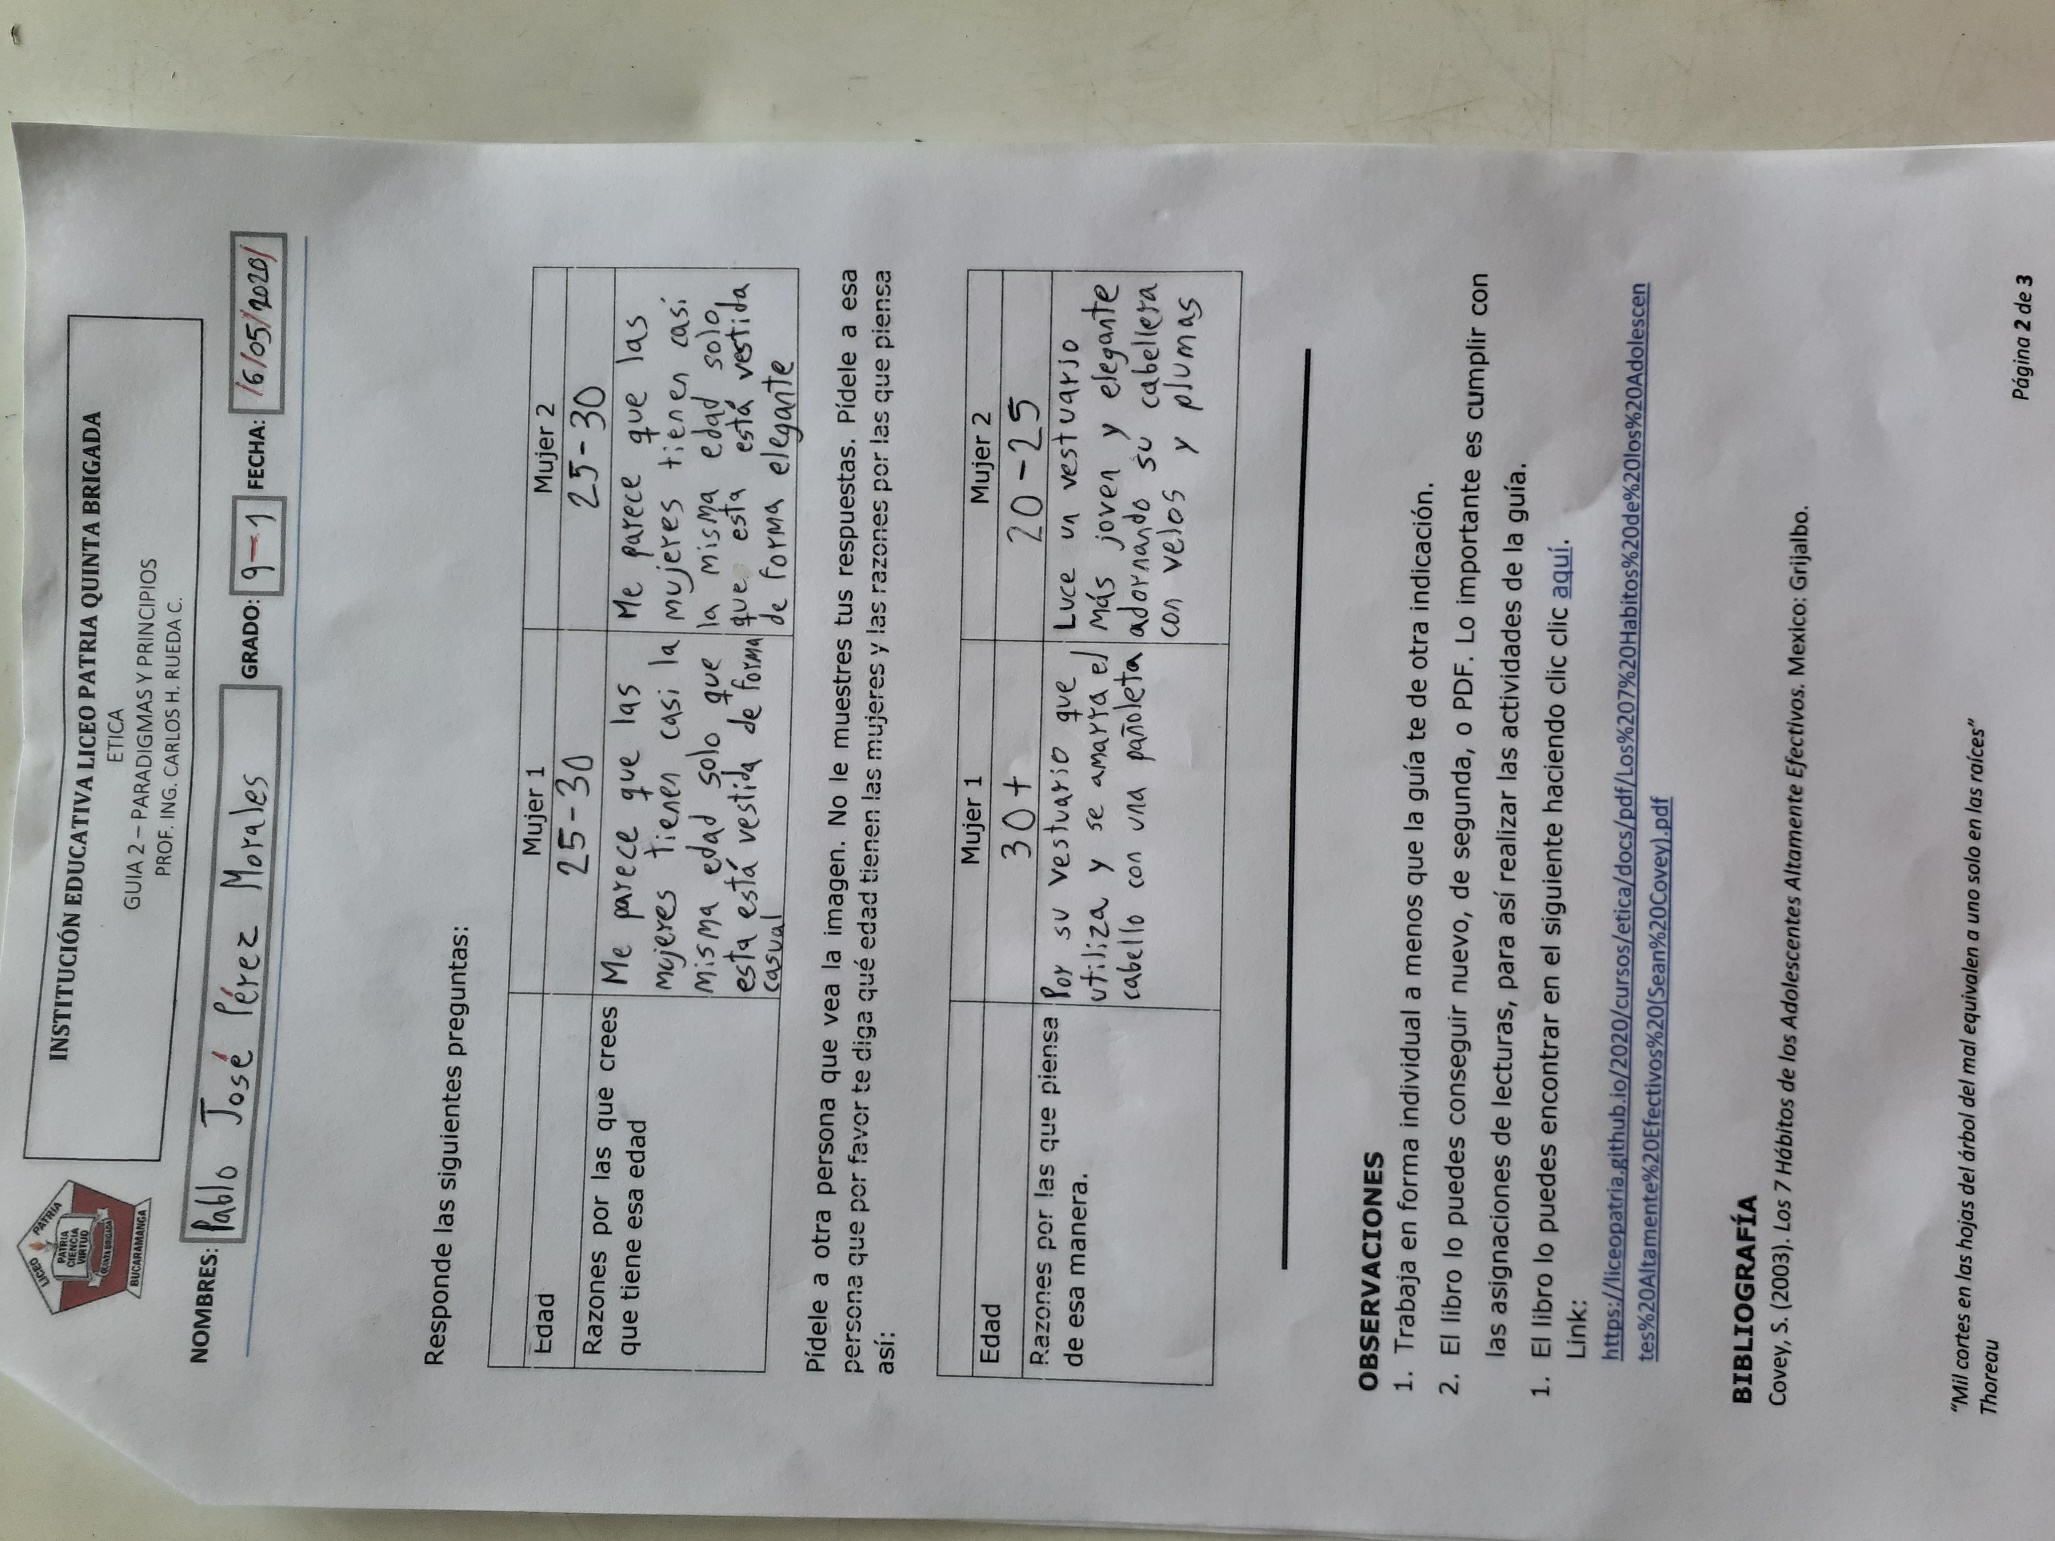 LICEO PATRIA
PATRIA
CIENCIA
VIRTUD
QUINTA BRIGADA
BUCARAMANGA
INSTITUCIÓN EDUCATIVA LICEO PATRIA QUINTA BRIGADA
ETICA
GUIA 2 – PARADIGMAS Y PRINCIPIOS
PROF. ING. CARLOS H. RUEDA C.
NOMBRES: Pablo José Pérez Morales GRADO: 9-1 FECHA: 16/05/2020/
Responde las siguientes preguntas:
Mujer 1 Mujer 2
Edad 25-30 25-30
Razones por las que crees
que tiene esa edad
Me parece que las
mujeres tienen casi la
misma edad solo que
esta está vestida de forma
casual
Me parece que las
mujeres tienen casi
la misma edad solo
que esta está vestida
de forma elegante
Pídele a otra persona que vea la imagen. No le muestres tus respuestas. Pídele a esa
persona que por favor te diga qué edad tienen las mujeres y las razones por las que piensa
así:
Mujer 1 Mujer 2
Edad 30+ 20-25
Razones por las que piensa
de esa manera.
Por su vestuario que
utiliza y se amarra el
cabello con una pañoleta
Luce un vestuario
más joven y elegante
adornando su cabellera
con velos y plumas
OBSERVACIONES
1. Trabaja en forma individual a menos que la guía te de otra indicación.
2. El libro lo puedes conseguir nuevo, de segunda, o PDF. Lo importante es cumplir con
las asignaciones de lecturas, para así realizar las actividades de la guía.
1. El libro lo puedes encontrar en el siguiente haciendo clic clic aquí.
Link:
https://liceopatria.github.io/2020/cursos/etica/docs/pdf/Los%207%20Habitos%20de%20los%20Adolescen
tes%20Altamente%20Efectivos%20(Sean%20Covey).pdf
BIBLIOGRAFÍA
Covey, S. (2003). Los 7 Hábitos de los Adolescentes Altamente Efectivos. Mexico: Grijalbo.
“Mil cortes en las hojas del árbol del mal equivalen a uno solo en las raíces”
Thoreau
Página 2 de 3